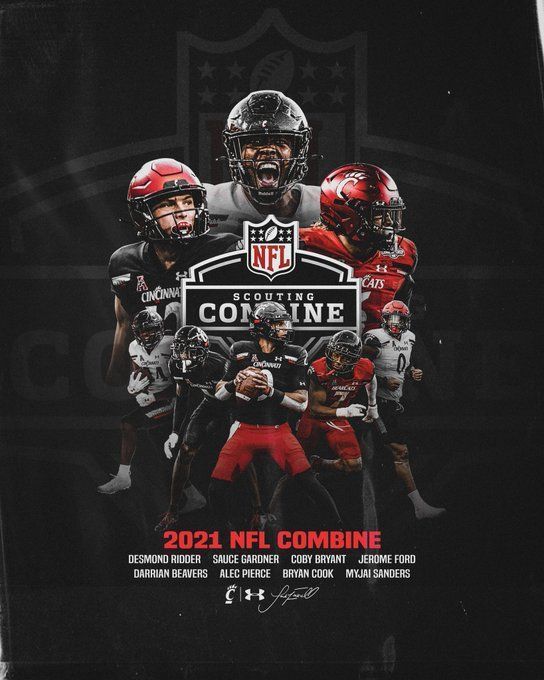 NFL
SCOUTING
COMBINE
CINCINNATI
CATS
CINCINNATI
BEARCATS
2021 NFL COMBINE
DESMOND RIDDER SAUCE GARDNER COBY BRYANT JEROME FORD
DARRIAN BEAVERS ALEC PIERCE BRYAN COOK MYJAI SANDERS